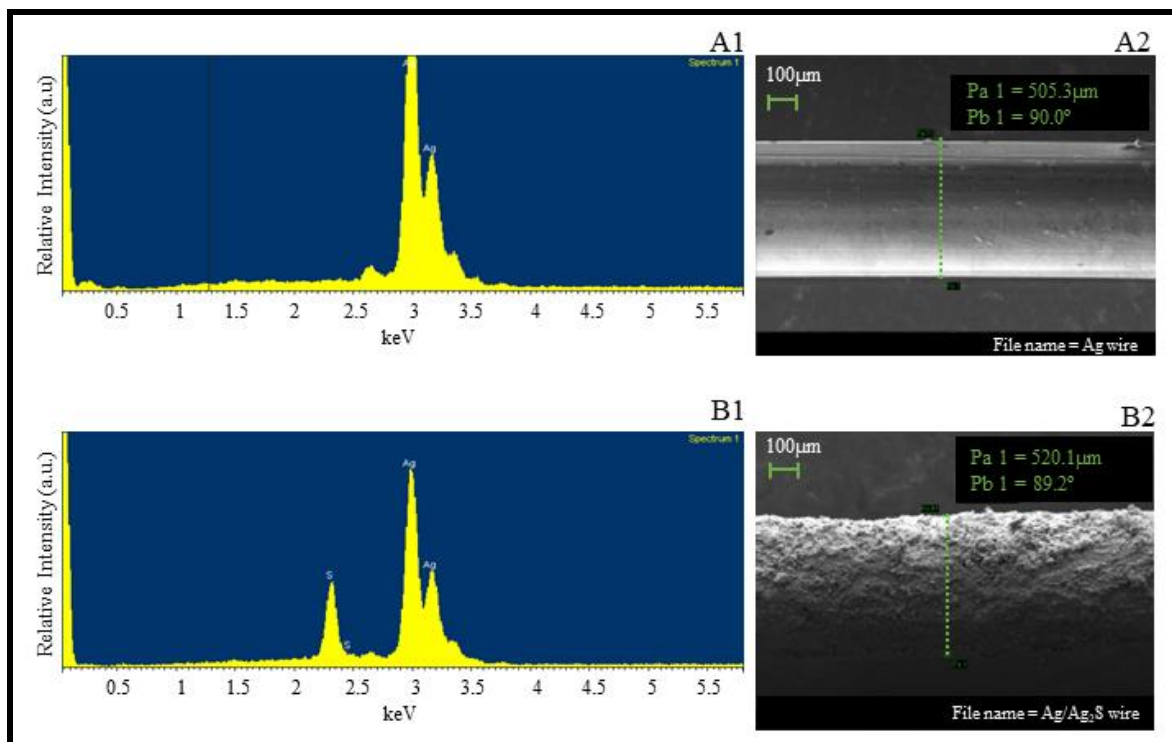 A1
Relative Intensity (a.u)
Spectrum 1
A
Ag
0.5 1 1.5 2 2.5 3 3.5 4 4.5 5 5.5
keV
A2
100μm
Pa 1 = 505.3μm
Pb 1 = 90.0°
File name = Ag wire
B1
Relative Intensity (a.u.)
Spectrum 1
Ag
Ag
S
S
0.5 1 1.5 2 2.5 3 3.5 4 4.5 5 5.5
keV
B2
100μm
Pa 1 = 520.1μm
Pb 1 = 89.2°
File name = Ag/Ag₂S wire